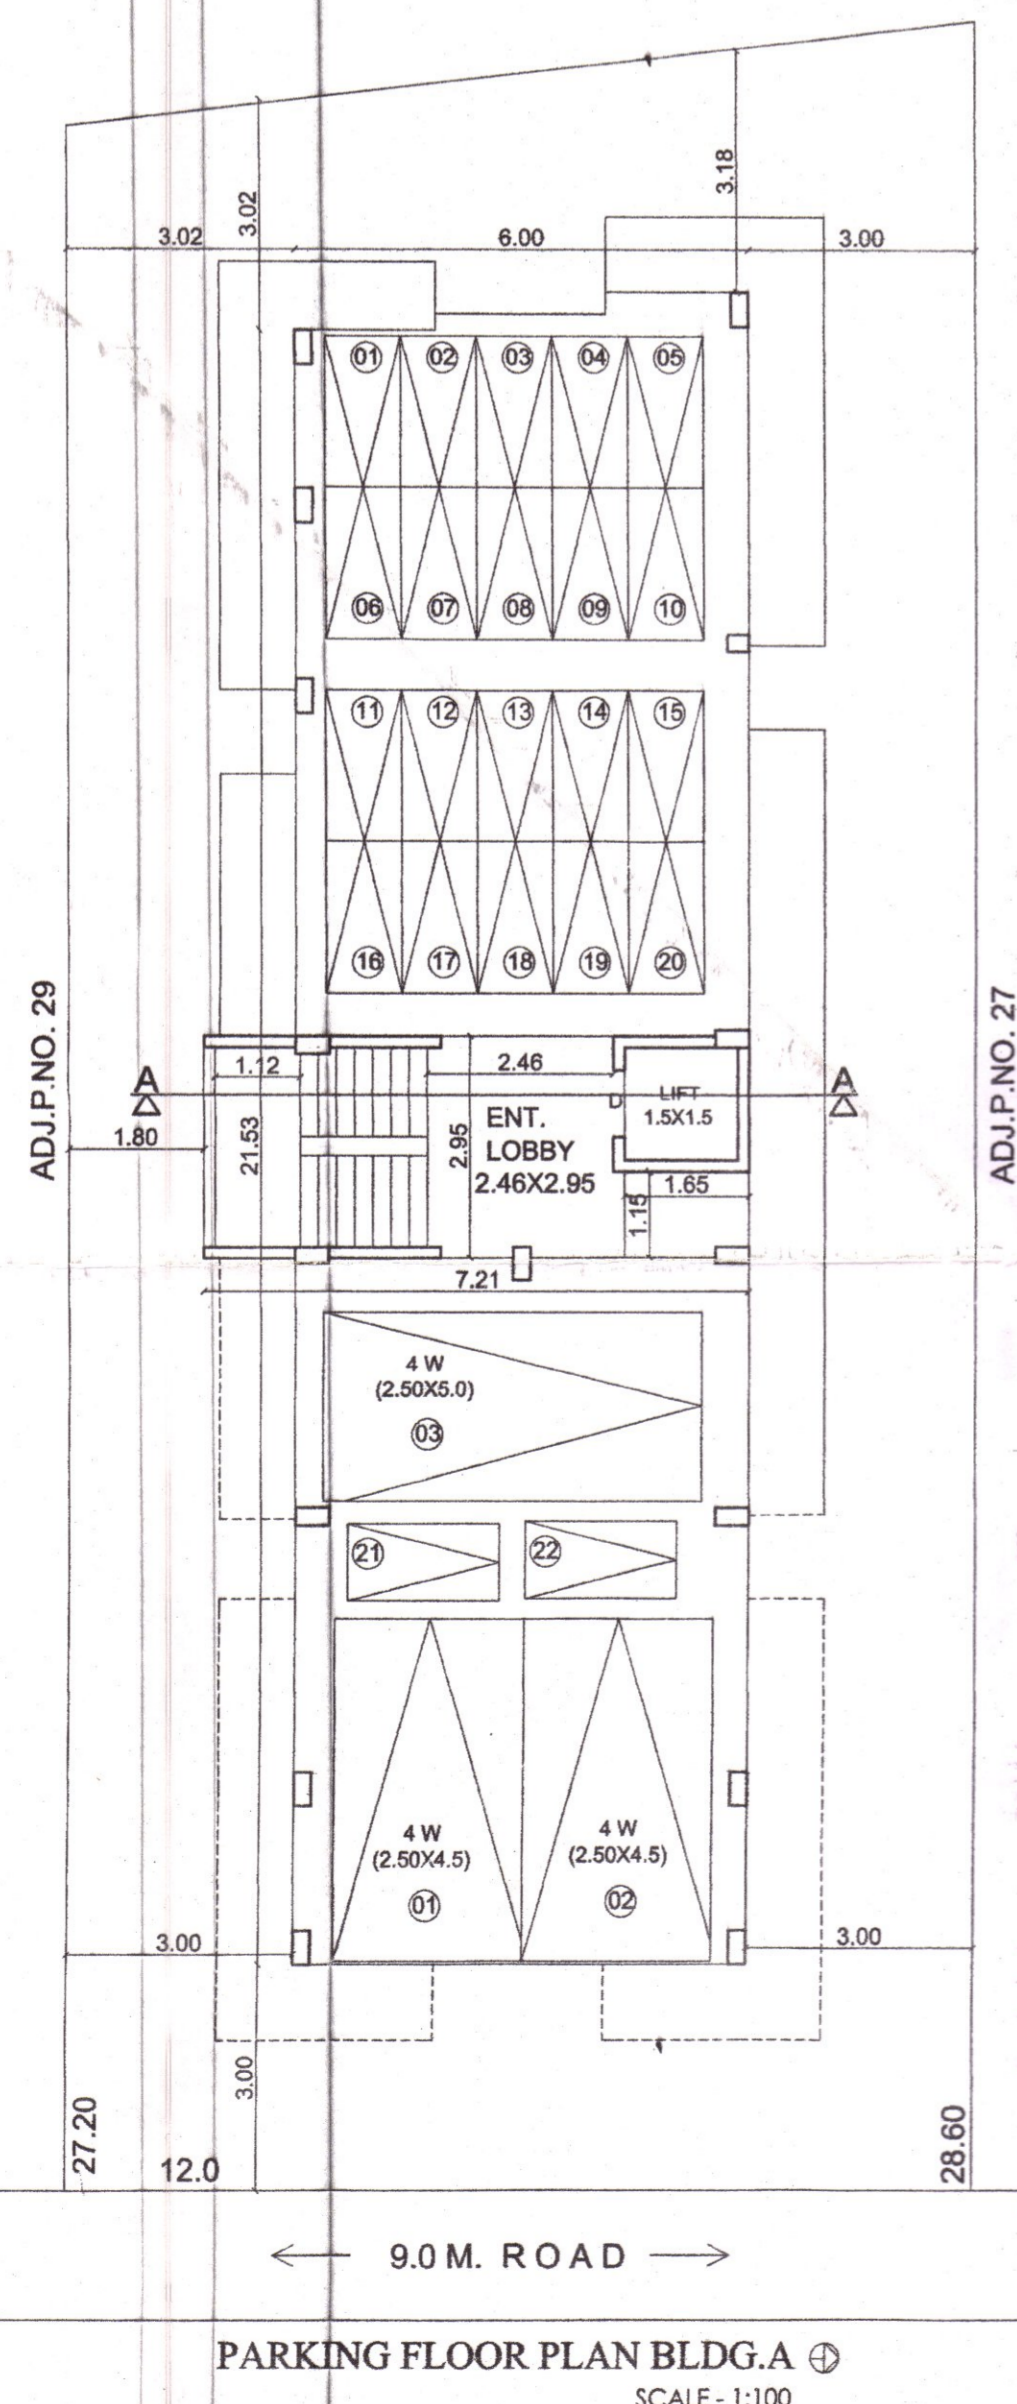 3.18
3.02
3.02
6.00
3.00
01 02 03 04 05
06 07 08 09 10
11 12 13 14 15
16 17 18 19 20
ADJ.P.NO. 29
ADJ.P.NO. 27
A
A
1.12
2.46
LIFT
1.5X1.5
1.80
21.53
2.95
ENT.
LOBBY
2.46X2.95
1.65
1.15
7.21
4 W
(2.50X5.0)
03
21
22
4 W
(2.50X4.5)
01
4 W
(2.50X4.5)
02
3.00
3.00
3.00
27.20
12.0
28.60
9.0 M. ROAD
PARKING FLOOR PLAN BLDG.A
SCALE - 1:100